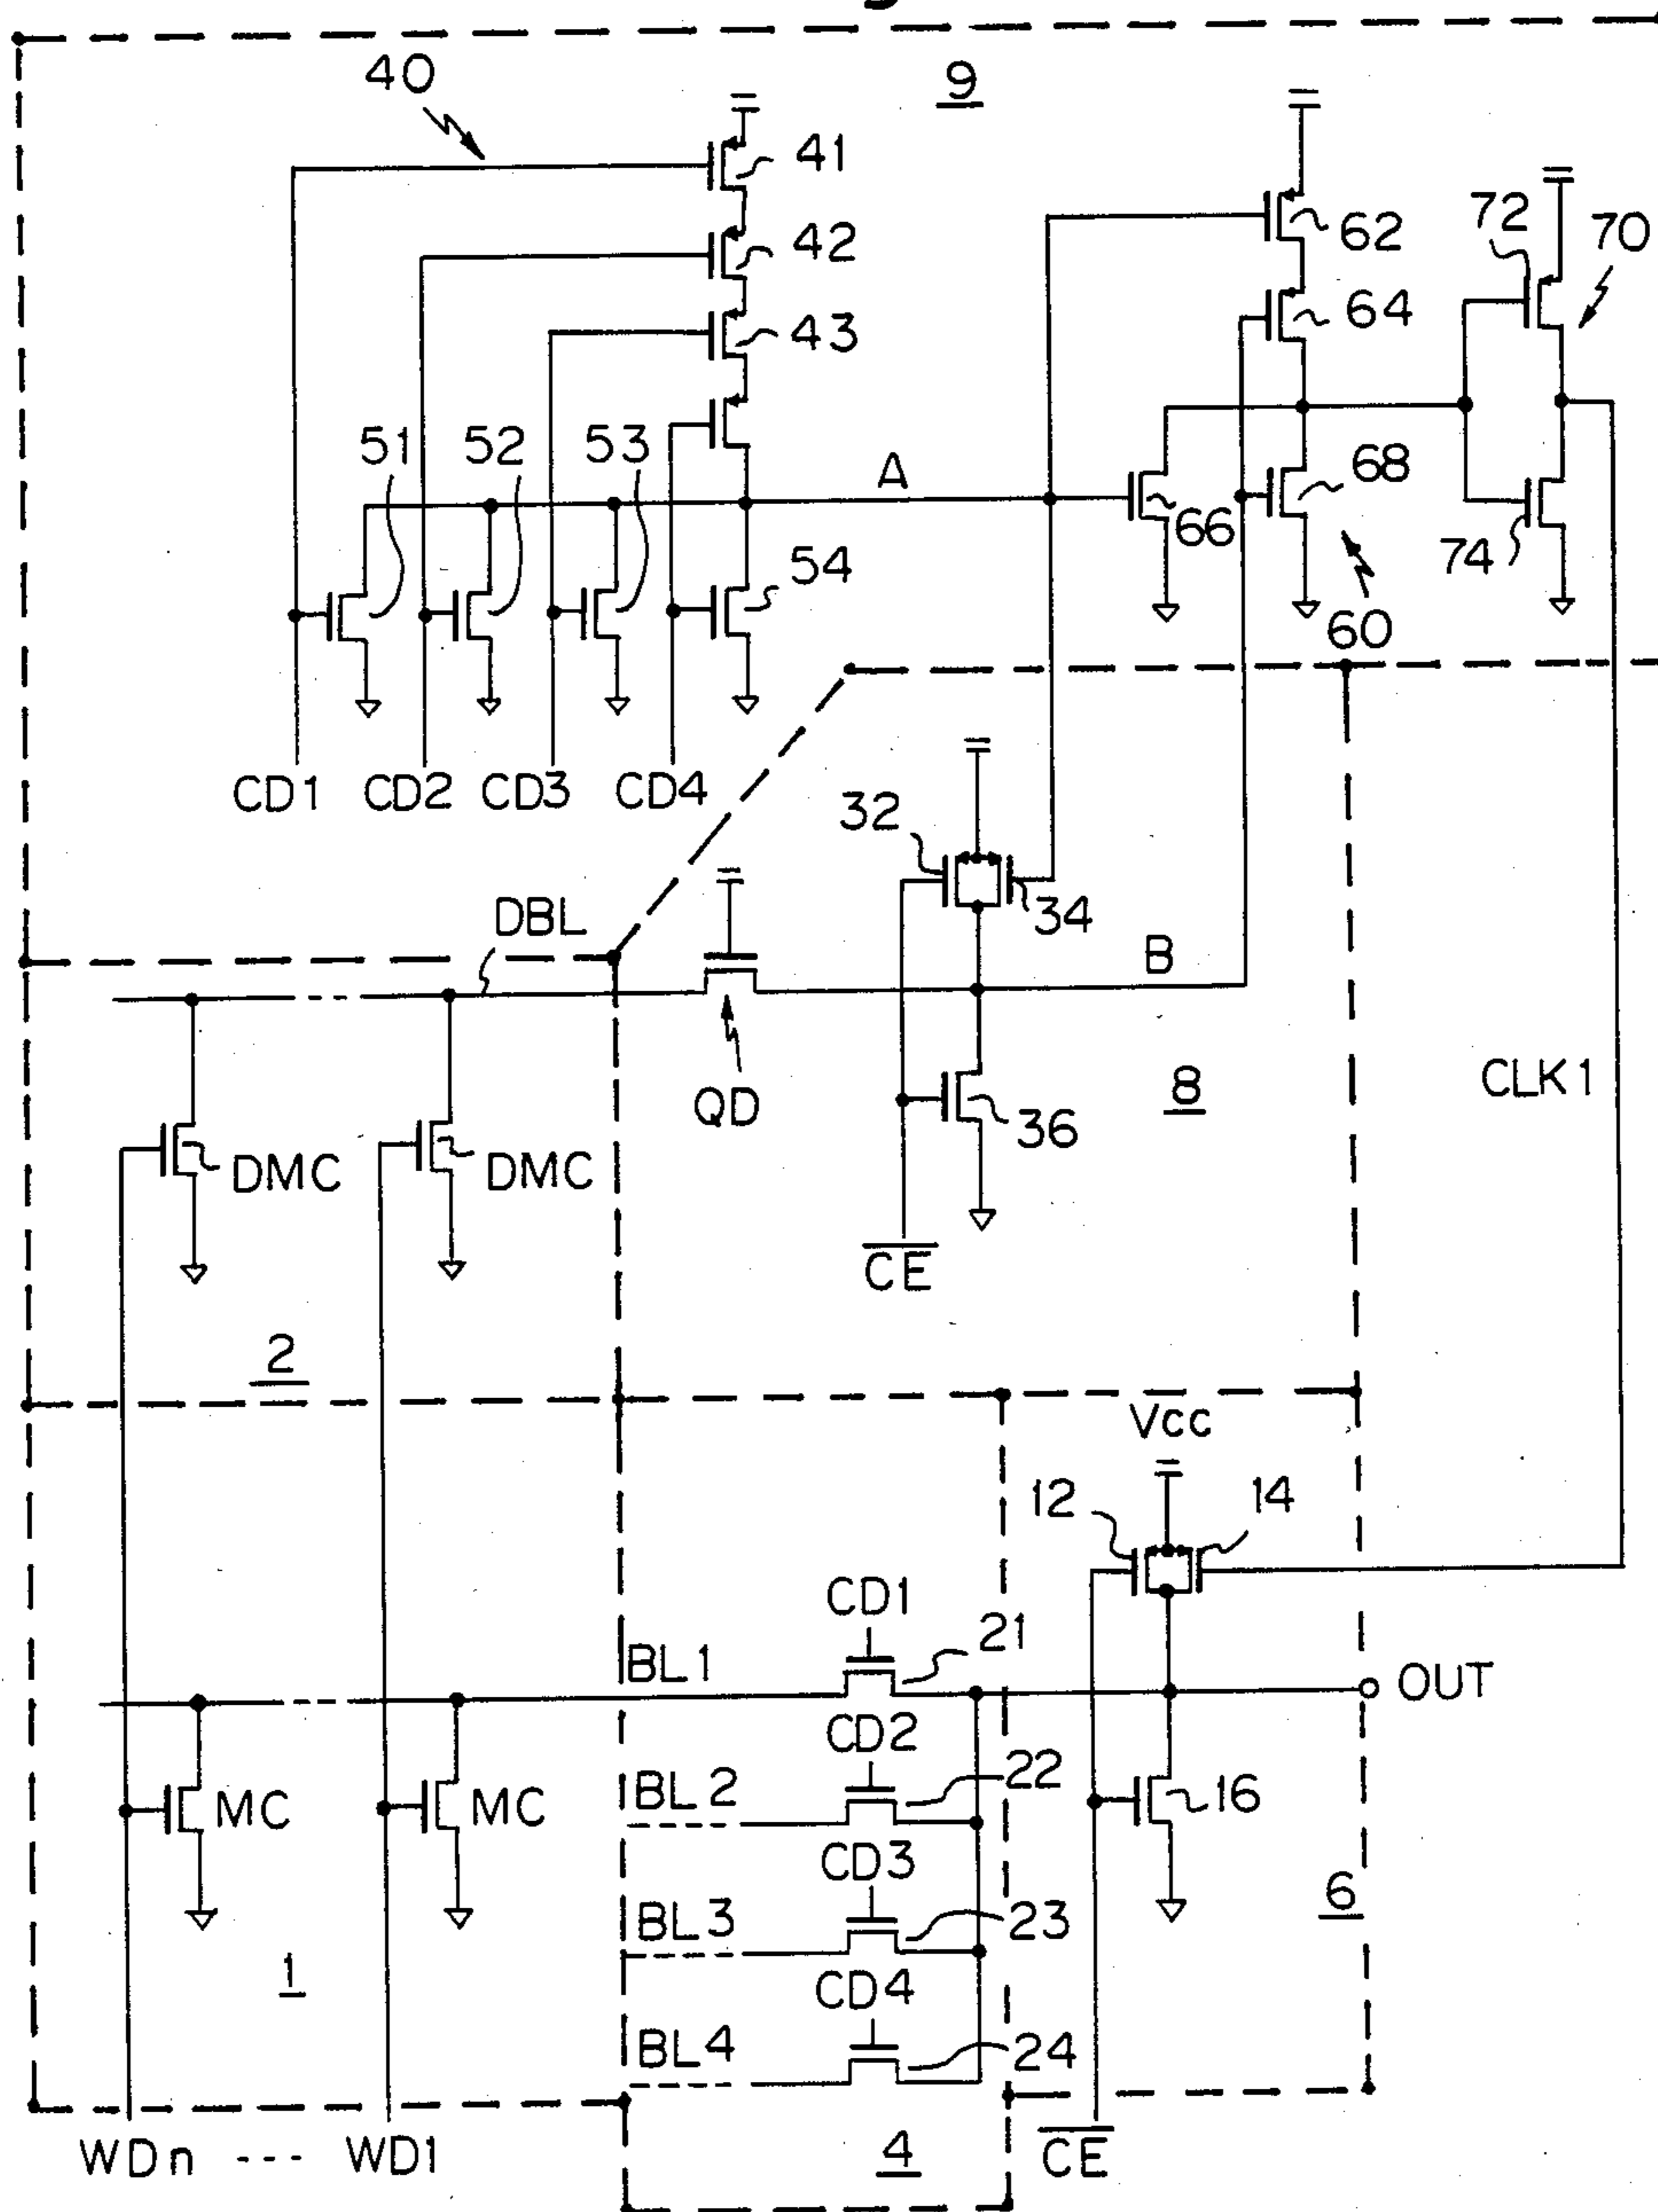 40
9
41
42
43
62
64
72
70
51
52
53
A
66
68
74
54
60
CD1
CD2
CD3
CD4
32
34
DBL
B
QD
36
8
CLK1
DMC
DMC
CE
2
Vcc
12
14
CD1
21
BL1
OUT
CD2
22
BL2
16
MC
MC
CD3
6
BL3
23
1
CD4
BL4
24
WDn --- WD1
4
CE